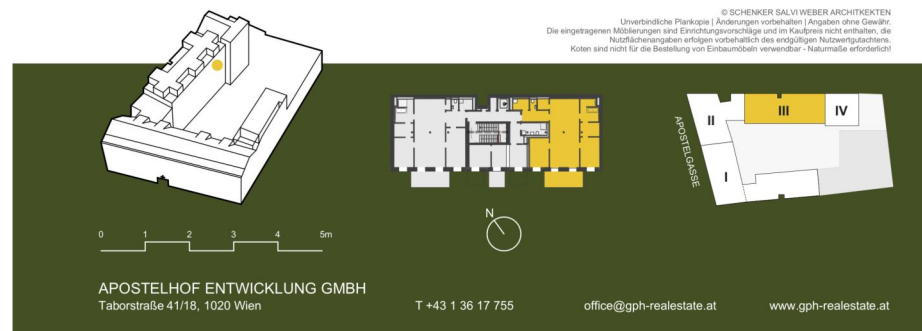 © SCHENKER SALVI WEBER ARCHITKEKTEN
Unverbindliche Plankopie | Änderungen vorbehalten | Angaben ohne Gewähr.
Die eingetragenen Möblierungen sind Einrichtungsvorschläge und im Kaufpreis nicht enthalten, die
Nutzflächenangaben erfolgen vorbehaltlich des endgültigen Nutzwertgutachtens.
Koten sind nicht für die Bestellung von Einbaumöbeln verwendbar - Naturmaße erforderlich!
II
III
IV
APOSTELGASSE
I
N
0 1 2 3 4 5m
APOSTELHOF ENTWICKLUNG GMBH
Taborstraße 41/18, 1020 Wien
T +43 1 36 17 755
office@gph-realestate.at
www.gph-realestate.at